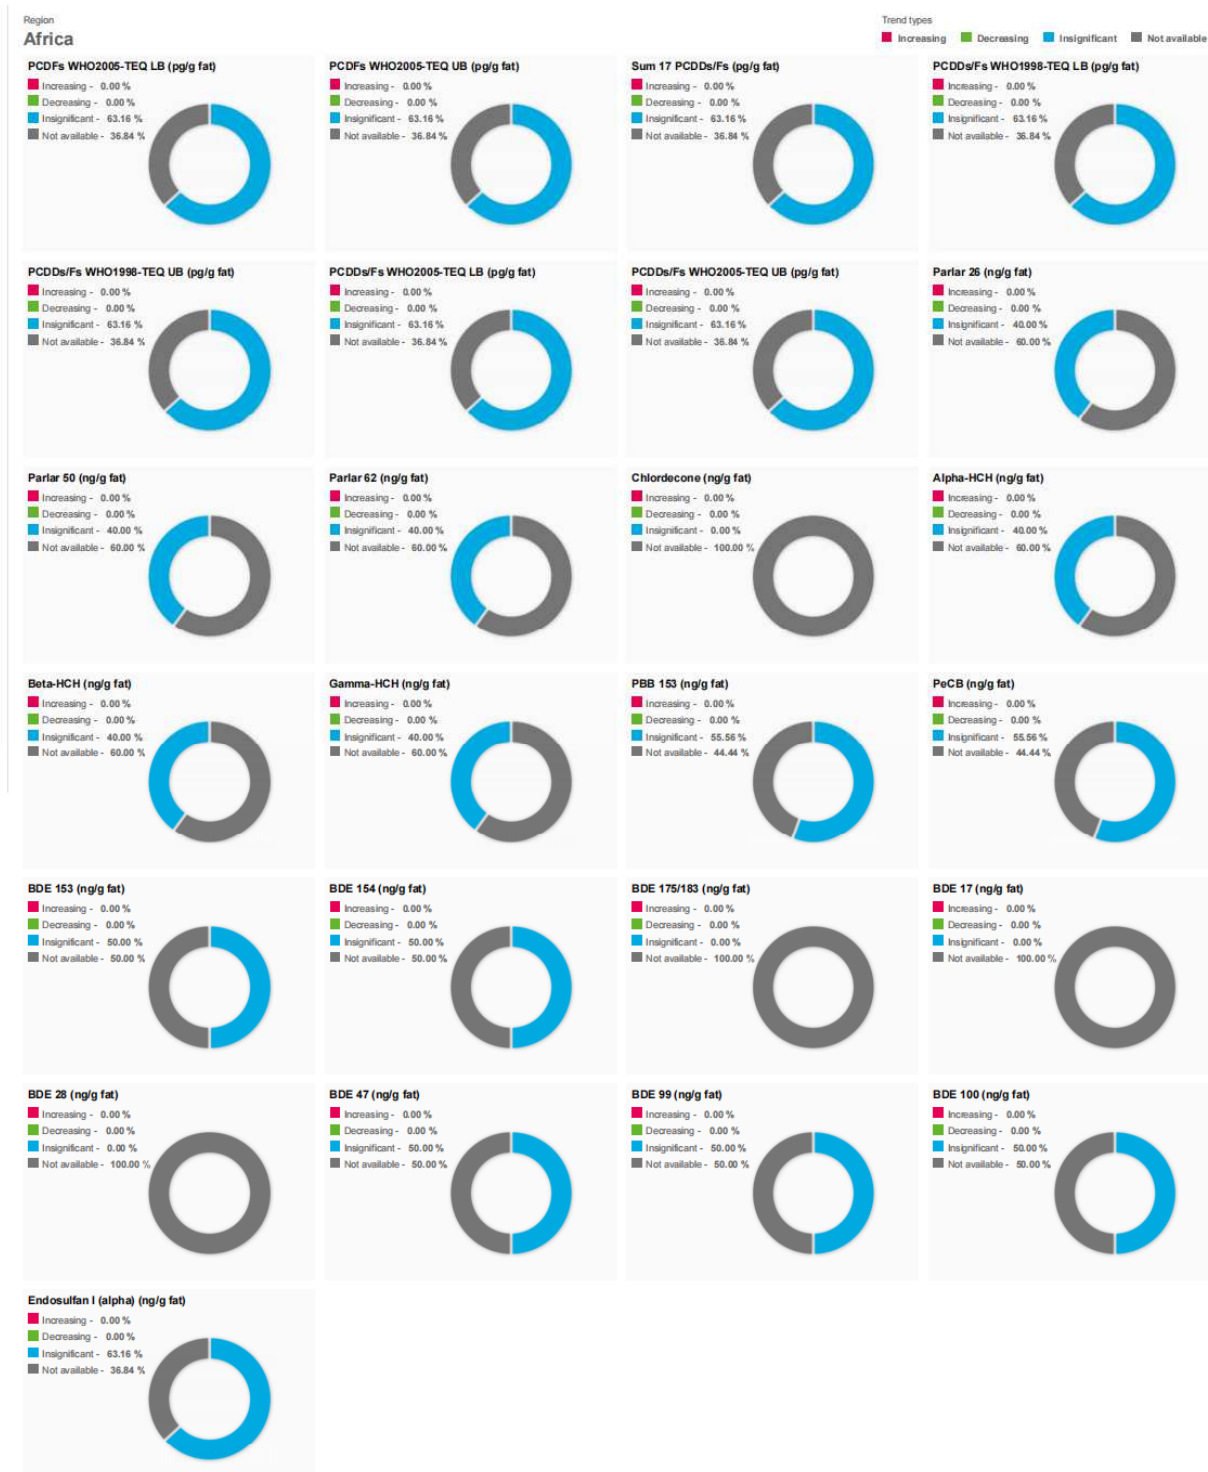 Region
Africa
Trend types
Increasing Decreasing Insignificant Not available
PCDFs WHO2005-TEQ LB (pg/g fat)
Increasing - 0.00 %
Decreasing - 0.00 %
Insignificant - 63.16 %
Not available - 36.84 %
PCDFs WHO2005-TEQ UB (pg/g fat)
Increasing - 0.00 %
Decreasing - 0.00 %
Insignificant - 63.16 %
Not available - 36.84 %
Sum 17 PCDDs/Fs (pg/g fat)
Increasing - 0.00 %
Decreasing - 0.00 %
Insignificant - 63.16 %
Not available - 36.84 %
PCDDs/Fs WHO1998-TEQ LB (pg/g fat)
Increasing - 0.00 %
Decreasing - 0.00 %
Insignificant - 63.16 %
Not available - 36.84 %
PCDDs/Fs WHO1998-TEQ UB (pg/g fat)
Increasing - 0.00 %
Decreasing - 0.00 %
Insignificant - 63.16 %
Not available - 36.84 %
PCDDs/Fs WHO2005-TEQ LB (pg/g fat)
Increasing - 0.00 %
Decreasing - 0.00 %
Insignificant - 63.16 %
Not available - 36.84 %
PCDDs/Fs WHO2005-TEQ UB (pg/g fat)
Increasing - 0.00 %
Decreasing - 0.00 %
Insignificant - 63.16 %
Not available - 36.84 %
Parlar 26 (ng/g fat)
Increasing - 0.00 %
Decreasing - 0.00 %
Insignificant - 40.00 %
Not available - 60.00 %
Parlar 50 (ng/g fat)
Increasing - 0.00 %
Decreasing - 0.00 %
Insignificant - 40.00 %
Not available - 60.00 %
Parlar 62 (ng/g fat)
Increasing - 0.00 %
Decreasing - 0.00 %
Insignificant - 40.00 %
Not available - 60.00 %
Chlordecone (ng/g fat)
Increasing - 0.00 %
Decreasing - 0.00 %
Insignificant - 0.00 %
Not available - 100.00 %
Alpha-HCH (ng/g fat)
Increasing - 0.00 %
Decreasing - 0.00 %
Insignificant - 40.00 %
Not available - 60.00 %
Beta-HCH (ng/g fat)
Increasing - 0.00 %
Decreasing - 0.00 %
Insignificant - 40.00 %
Not available - 60.00 %
Gamma-HCH (ng/g fat)
Increasing - 0.00 %
Decreasing - 0.00 %
Insignificant - 40.00 %
Not available - 60.00 %
PBB 153 (ng/g fat)
Increasing - 0.00 %
Decreasing - 0.00 %
Insignificant - 55.56 %
Not available - 44.44 %
PeCB (ng/g fat)
Increasing - 0.00 %
Decreasing - 0.00 %
Insignificant - 55.56 %
Not available - 44.44 %
BDE 153 (ng/g fat)
Increasing - 0.00 %
Decreasing - 0.00 %
Insignificant - 50.00 %
Not available - 50.00 %
BDE 154 (ng/g fat)
Increasing - 0.00 %
Decreasing - 0.00 %
Insignificant - 50.00 %
Not available - 50.00 %
BDE 175/183 (ng/g fat)
Increasing - 0.00 %
Decreasing - 0.00 %
Insignificant - 0.00 %
Not available - 100.00 %
BDE 17 (ng/g fat)
Increasing - 0.00 %
Decreasing - 0.00 %
Insignificant - 0.00 %
Not available - 100.00 %
BDE 28 (ng/g fat)
Increasing - 0.00 %
Decreasing - 0.00 %
Insignificant - 0.00 %
Not available - 100.00 %
BDE 47 (ng/g fat)
Increasing - 0.00 %
Decreasing - 0.00 %
Insignificant - 50.00 %
Not available - 50.00 %
BDE 99 (ng/g fat)
Increasing - 0.00 %
Decreasing - 0.00 %
Insignificant - 50.00 %
Not available - 50.00 %
BDE 100 (ng/g fat)
Increasing - 0.00 %
Decreasing - 0.00 %
Insignificant - 50.00 %
Not available - 50.00 %
Endosulfan I (alpha) (ng/g fat)
Increasing - 0.00 %
Decreasing - 0.00 %
Insignificant - 63.16 %
Not available - 36.84 %